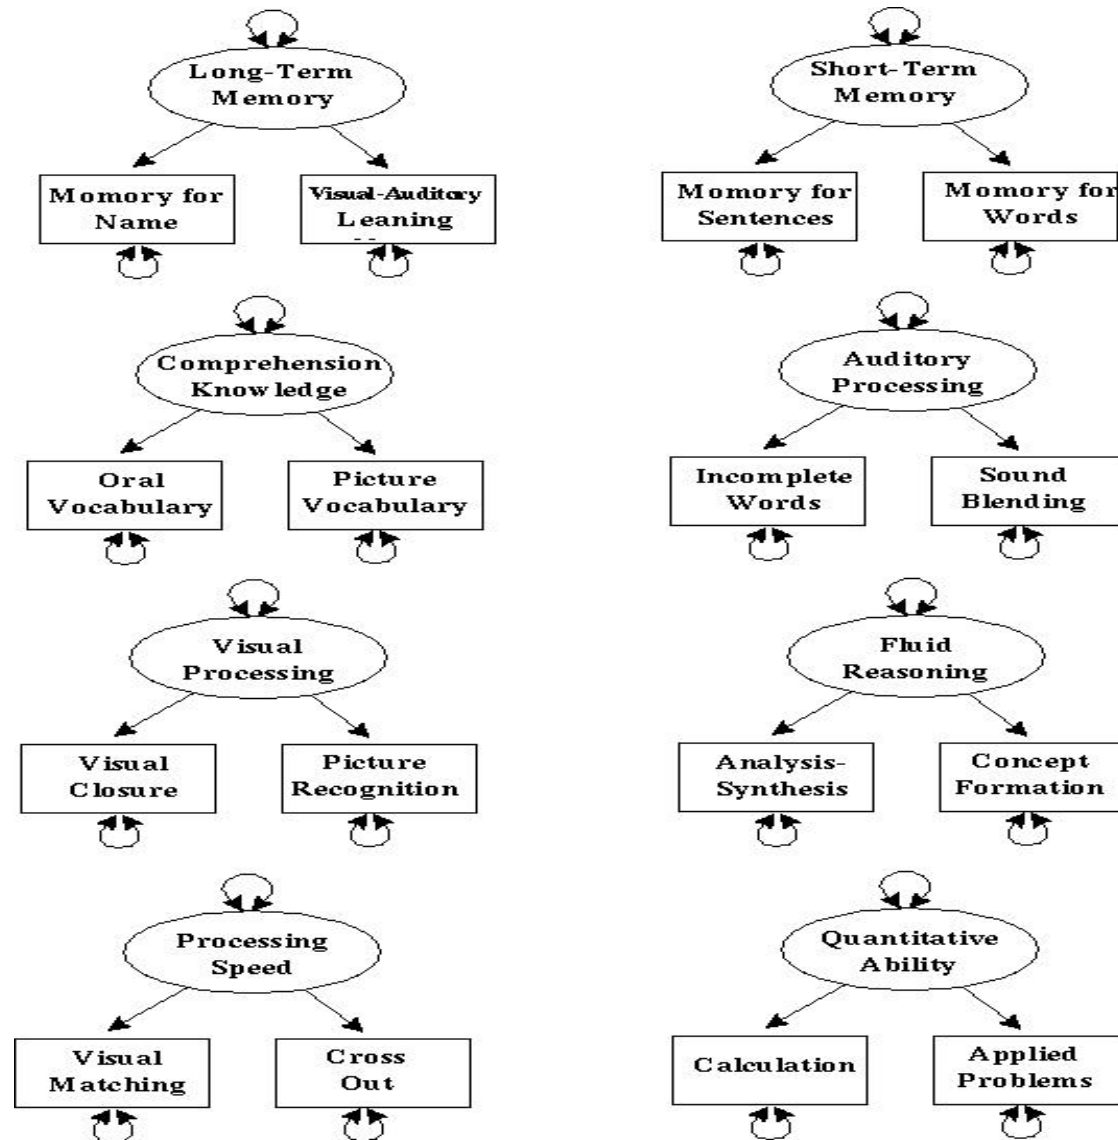 Long-Term
Memory
Short-Term
Memory
Momory for
Name
Visual-Auditory
Leaning
Momory for
Sentences
Momory for
Words
Comprehension
Knowledge
Auditory
Processing
Oral
Vocabulary
Picture
Vocabulary
Incomplete
Words
Sound
Blending
Visual
Processing
Fluid
Reasoning
Visual
Closure
Picture
Recognition
Analysis-
Synthesis
Concept
Formation
Processing
Speed
Quantitative
Ability
Visual
Matching
Cross
Out
Calculation
Applied
Problems